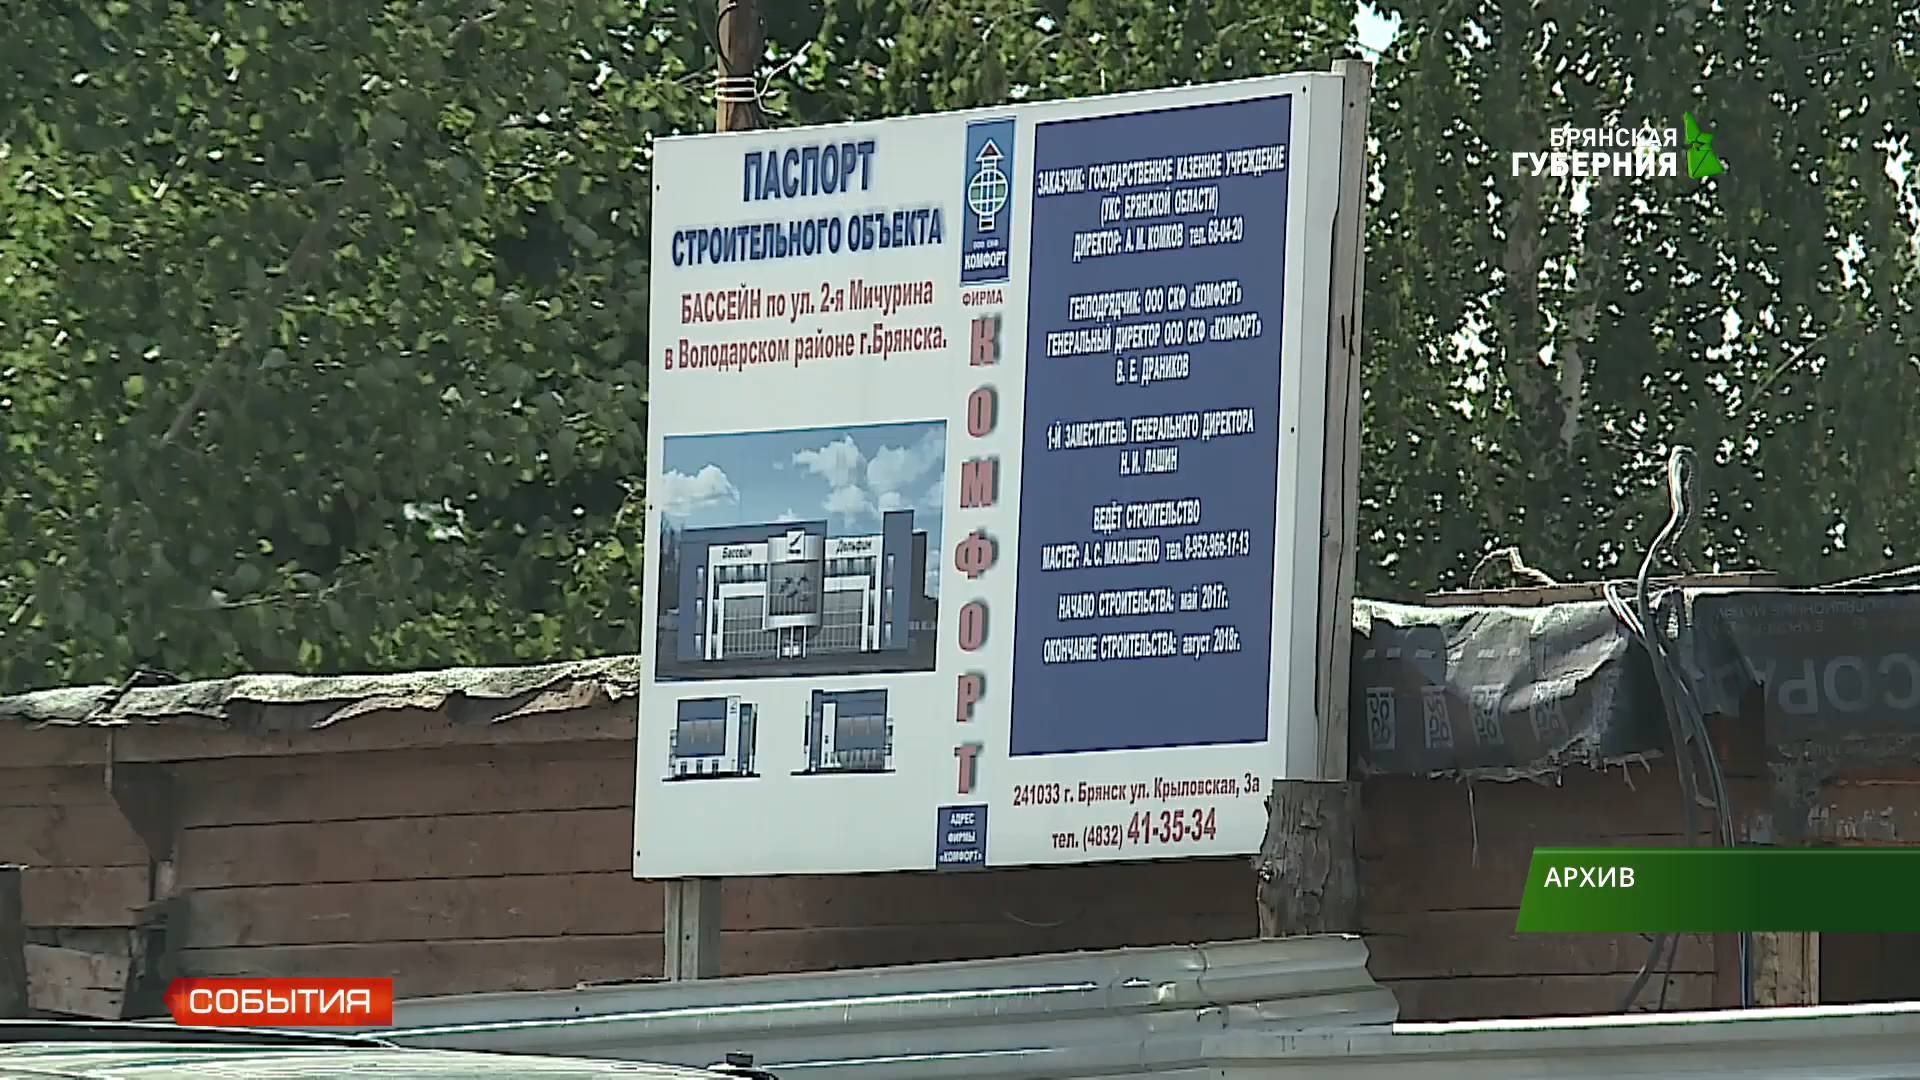 БРЯНСКАЯ
ГУБЕРНИЯ
ПАСПОРТ
СТРОИТЕЛЬНОГО ОБЪЕКТА
БАССЕЙН по ул. 2-я Мичурина
в Володарском районе г.Брянска.
Бассейн Дельфин
ООО СКФ
КОМФОРТ
ФИРМА
КОМФОРТ
АДРЕС
ФИРМЫ
«КОМФОРТ»
ЗАКАЗЧИК: ГОСУДАРСТВЕННОЕ КАЗЕННОЕ УЧРЕЖДЕНИЕ
(УКС БРЯНСКОЙ ОБЛАСТИ)
ДИРЕКТОР: А. М. КОМКОВ тел. 68-04-20
ГЕНПОДРЯДЧИК: ООО СКФ «КОМФОРТ»
ГЕНЕРАЛЬНЫЙ ДИРЕКТОР ООО СКФ «КОМФОРТ»
В. Е. ДРАНИКОВ
1-Й ЗАМЕСТИТЕЛЬ ГЕНЕРАЛЬНОГО ДИРЕКТОРА
Н. И. ЛАШИН
ВЕДЁТ СТРОИТЕЛЬСТВО
МАСТЕР: А. С. МАЛАШЕНКО тел. 8-952-966-17-13
НАЧАЛО СТРОИТЕЛЬСТВА: май 2017г.
ОКОНЧАНИЕ СТРОИТЕЛЬСТВА: август 2018г.
241033 г. Брянск ул. Крыловская, 3а
тел. (4832) 41-35-34
АРХИВ
СОБЫТИЯ